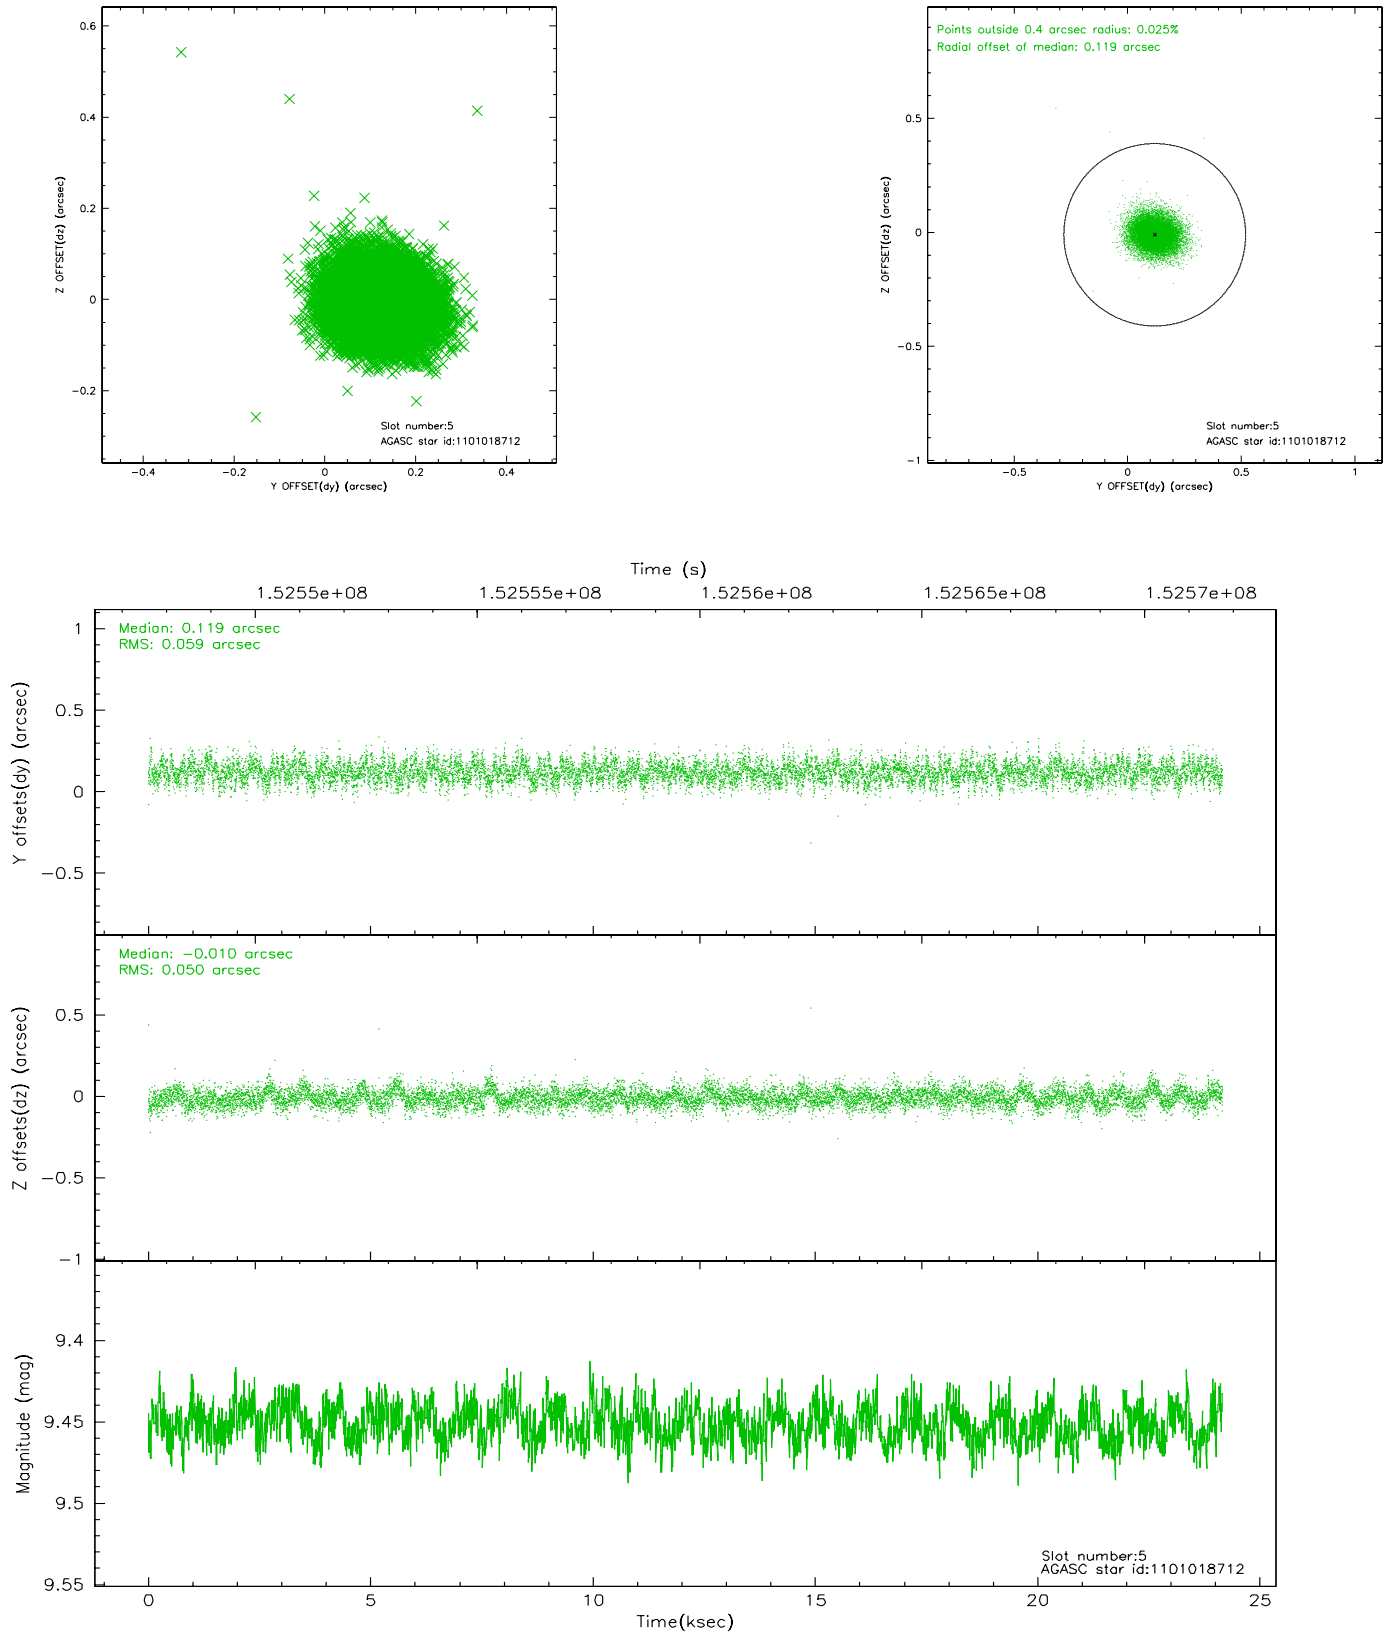 Points outside 0.4 arcsec radius: 0.025%
Radial offset of median: 0.119 arcsec
0.6
0.4
0.2
0
−0.2
Z OFFSET(dz) (arcsec)
Slot number:5
AGASC star id:1101018712
−0.4
−0.2
0
0.2
0.4
Y OFFSET(dy) (arcsec)
0.5
0
−0.5
−1
Z OFFSET(dz) (arcsec)
Slot number:5
AGASC star id:1101018712
−0.5
0
0.5
1
Y OFFSET(dy) (arcsec)
Time (s)
1.5255e+08
1.52555e+08
1.5256e+08
1.52565e+08
1.5257e+08
Median: 0.119 arcsec
RMS: 0.059 arcsec
1
0.5
0
−0.5
Y offsets(dy) (arcsec)
Median: −0.010 arcsec
RMS: 0.050 arcsec
0.5
0
−0.5
−1
Z offsets(dz) (arcsec)
9.4
9.45
9.5
9.55
Magnitude (mag)
Slot number:5
AGASC star id:1101018712
0
5
10
15
20
25
Time(ksec)